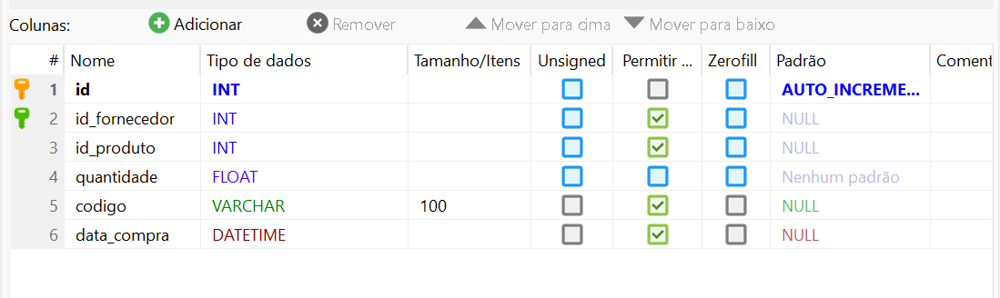 Colunas: Adicionar Remover Mover para cima Mover para baixo
# Nome Tipo de dados Tamanho/Itens Unsigned Permitir ... Zerofill Padrão Coment
1 id INT AUTO_INCREME...
2 id_fornecedor INT NULL
3 id_produto INT NULL
4 quantidade FLOAT Nenhum padrão
5 codigo VARCHAR 100 NULL
6 data_compra DATETIME NULL